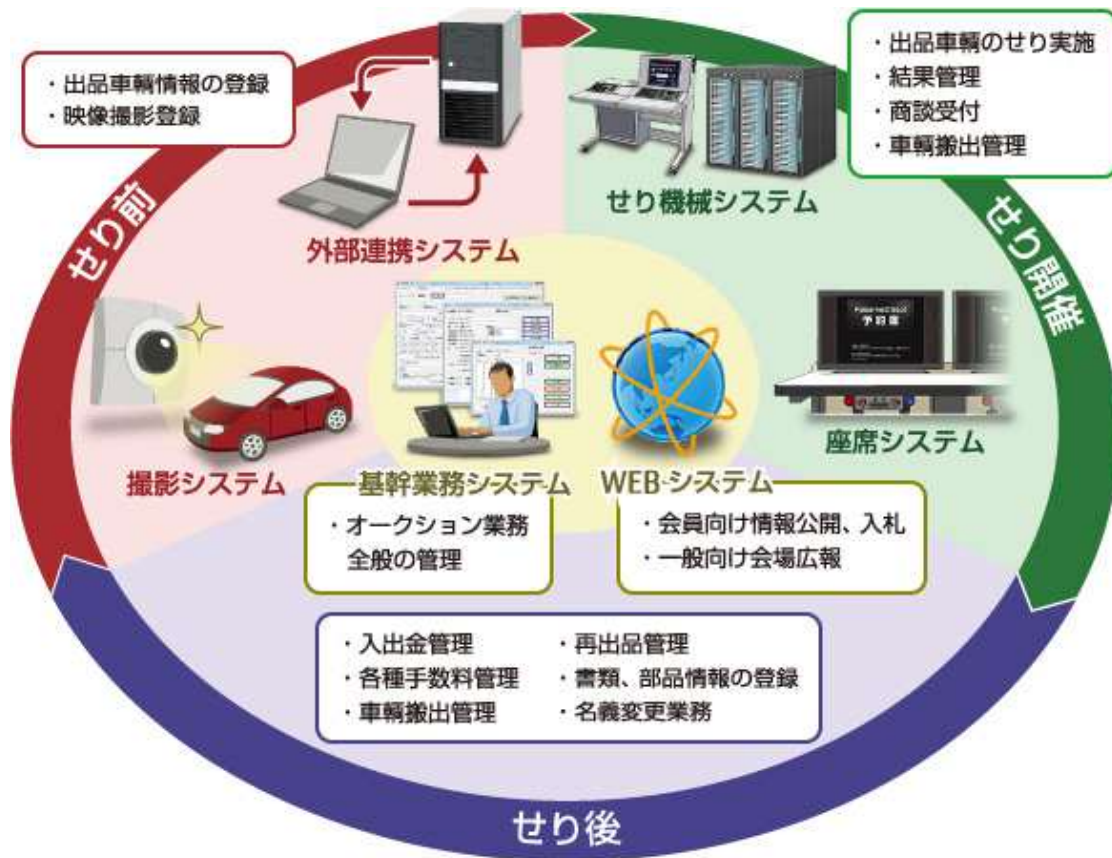 ・出品車輌情報の登録
・映像撮影登録
・出品車輌のせり実施
・結果管理
・商談受付
・車輌搬出管理
せり前
外部連携システム
せり機械システム
せり開催
予約席
撮影システム
基幹業務システム
WEBシステム
座席システム
・オークション業務
全般の管理
・会員向け情報公開、入札
・一般向け会場広報
・入出金管理
・各種手数料管理
・車輌搬出管理
・再出品管理
・書類、部品情報の登録
・名義変更業務
せり後